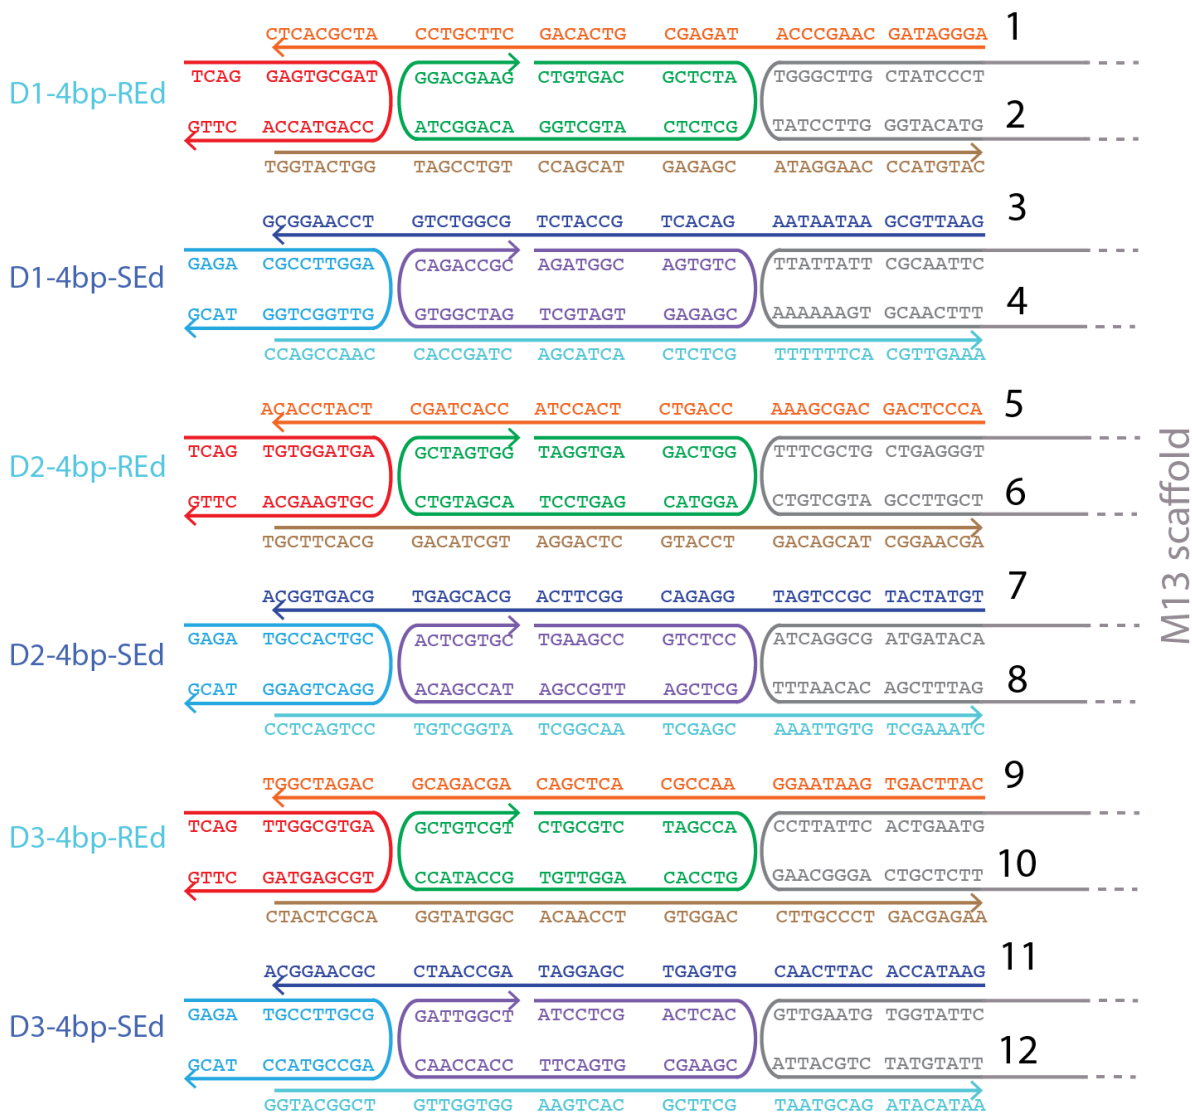 CTCACGCTA CCTGCTTC GACACTG CGAGAT ACCCGAAC GATAGGGA 1
TCAG GAGTGCGAT GGACGAAG CTGTGAC GCTCTA TGGGCTTG CTATCCCT
D1-4bp-REd
GTTC ACCATGACC ATCGGACA GGTCGTA CTCTCG TATCCTTG GGTACATG 2
TGGTACTGG TAGCCTGT CCAGCAT GAGAGC ATAGGAAC CCATGTAC
GCGGAACCT GTCTGGCG TCTACCG TCACAG AATAATAA GCGTTAAG 3
GAGA CGCCTTGGA CAGACCGC AGATGGC AGTGTC TTATTATT CGCAATTC
D1-4bp-SEd
GCAT GGTCGGTTG GTGGCTAG TCGTAGT GAGAGC AAAAAAGT GCAACTTT 4
CCAGCCAAC CACCGATC AGCATCA CTCTCG TTTTTTCA CGTTGAAA
ACACCTACT CGATCACC ATCCACT CTGACC AAAGCGAC GACTCCCA 5
TCAG TGTGGATGA GCTAGTGG TAGGTGA GACTGG TTTCGCTG CTGAGGGT
D2-4bp-REd
GTTC ACGAAGTGC CTGTAGCA TCCTGAG CATGGA CTGTCGTA GCCTTGCT 6
TGCTTCACG GACATCGT AGGACTC GTACCT GACAGCAT CGGAACGA
ACGGTGACG TGAGCACG ACTTCGG CAGAGG TAGTCCGC TACTATGT 7
GAGA TGCCACTGC ACTCGTGC TGAAGCC GTCTCC ATCAGGCG ATGATACA
D2-4bp-SEd
GCAT GGAGTCAGG ACAGCCAT AGCCGTT AGCTCG TTTAACAC AGCTTTAG 8
CCTCAGTCC TGTCGGTA TCGGCAA TCGAGC AAATTGTG TCGAAATC
TGGCTAGAC GCAGACGA CAGCTCA CGCCAA GGAATAAG TGACTTAC 9
TCAG TTGGCGTGA GCTGTCGT CTGCGTC TAGCCA CCTTATTC ACTGAATG
D3-4bp-REd
GTTC GATGAGCGT CCATACCG TGTTGGA CACCTG GAACGGGA CTGCTCTT 10
CTACTCGCA GGTATGGC ACAACCT GTGGAC CTTGCCCT GACGAGAA
ACGGAACGC CTAACCGA TAGGAGC TGAGTG CAACTTAC ACCATAAG 11
GAGA TGCCTTGCG GATTGGCT ATCCTCG ACTCAC GTTGAATG TGGTATTC
D3-4bp-SEd
GCAT CCATGCCGA CAACCACC TTCAGTG CGAAGC ATTACGTC TATGTATT 12
GGTACGGCT GTTGGTGG AAGTCAC GCTTCG TAATGCAG ATACATAA
M13 scaffold